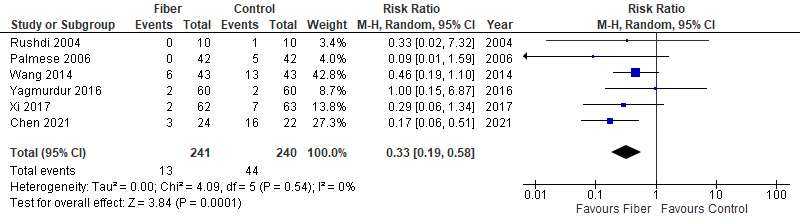 Fiber Control Risk Ratio Risk Ratio
Study or Subgroup Events Total Events Total Weight M-H, Random, 95% CI Year M-H, Random, 95% CI
Rushdi 2004 0 10 1 10 3.4% 0.33 [0.02, 7.32] 2004
Palmese 2006 0 42 5 42 4.0% 0.09 [0.01, 1.59] 2006
Wang 2014 6 43 13 43 42.8% 0.46 [0.19, 1.10] 2014
Yagmurdur 2016 2 60 2 60 8.7% 1.00 [0.15, 6.87] 2016
Xi 2017 2 62 7 63 13.8% 0.29 [0.06, 1.34] 2017
Chen 2021 3 24 16 22 27.3% 0.17 [0.06, 0.51] 2021
Total (95% CI) 241 240 100.0% 0.33 [0.19, 0.58]
Total events 13 44
Heterogeneity: Tau² = 0.00; Chi² = 4.09, df = 5 (P = 0.54); I² = 0%
Test for overall effect: Z = 3.84 (P = 0.0001)
0.01 0.1 1 10 100
Favours Fiber Favours Control